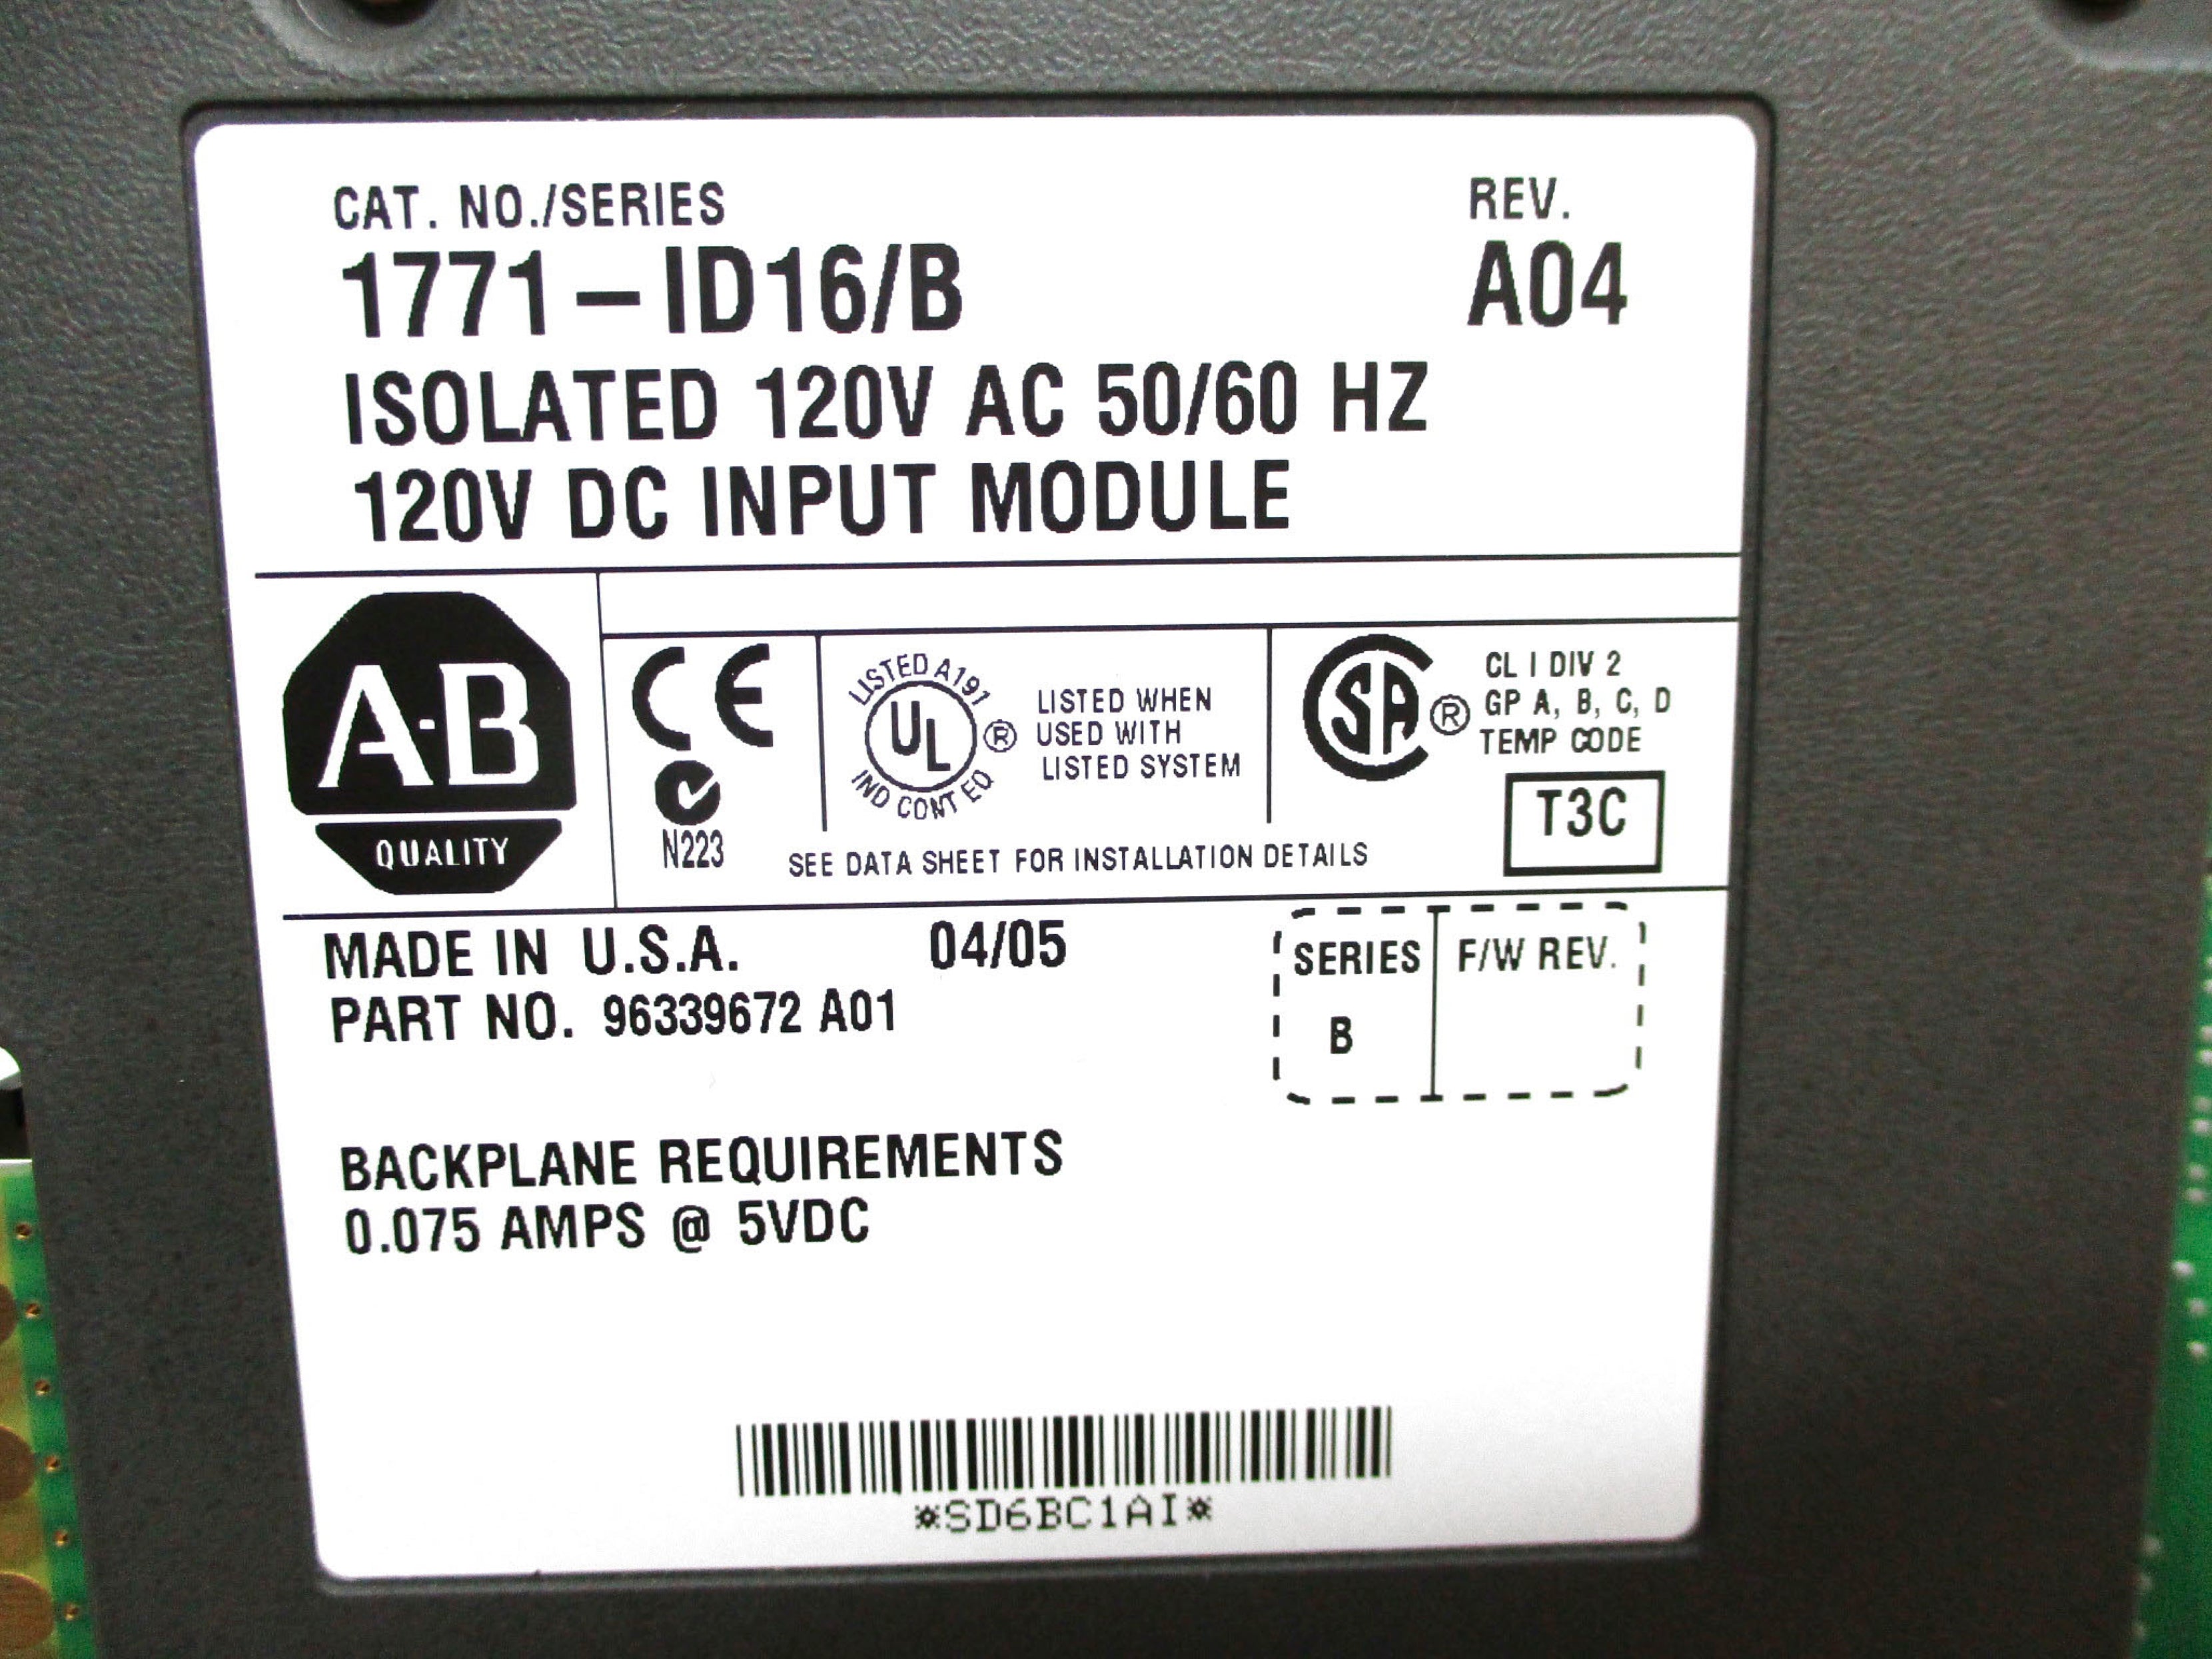 CAT. NO./SERIES
REV.
1771-ID16/B
A04
ISOLATED 120V AC 50/60 HZ
120V DC INPUT MODULE
A-B
QUALITY
CE
N223
LISTED A191
UL ®
IND CONT EQ
LISTED WHEN
USED WITH
LISTED SYSTEM
SA ®
CL I DIV 2
GP A, B, C, D
TEMP CODE
T3C
SEE DATA SHEET FOR INSTALLATION DETAILS
MADE IN U.S.A. 04/05
PART NO. 96339672 A01
SERIES
F/W REV.
B
BACKPLANE REQUIREMENTS
0.075 AMPS @ 5VDC
*SD6BC1AI*